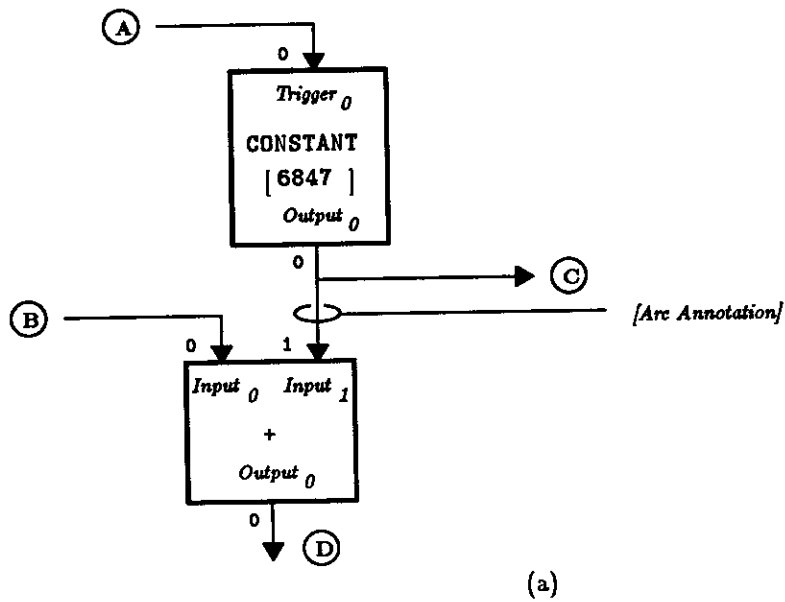 A
0
Trigger 0
CONSTANT
[ 6847 ]
Output 0
0
C
B
[Arc Annotation]
0 1
Input 0 Input 1
+
Output 0
0
D
(a)